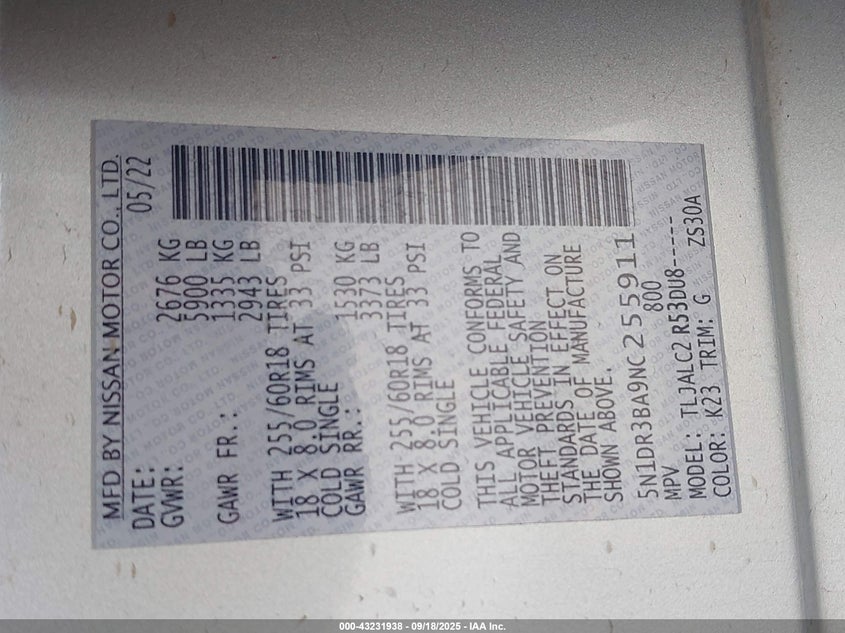 MFD BY NISSAN MOTOR CO., LTD.
DATE: 05/22
GVWR: 2676 KG
5900 LB
GAWR FR.: 1335 KG
2943 LB
WITH 255/60R18 TIRES
18 X 8.0 RIMS AT 33 PSI
COLD SINGLE
GAWR RR.: 1530 KG
3373 LB
WITH 255/60R18 TIRES
18 X 8.0 RIMS AT 33 PSI
COLD SINGLE
THIS VEHICLE CONFORMS TO
ALL APPLICABLE FEDERAL
MOTOR VEHICLE SAFETY AND
THEFT PREVENTION
STANDARDS IN EFFECT ON
THE DATE OF MANUFACTURE
SHOWN ABOVE.
5N1DR3BA9NC255911
MPV 800
MODEL: TLJALC2 R53DU8-----
COLOR: K23 TRIM: G ZS30A
000-43231938 - 09/18/2025 - IAA Inc.